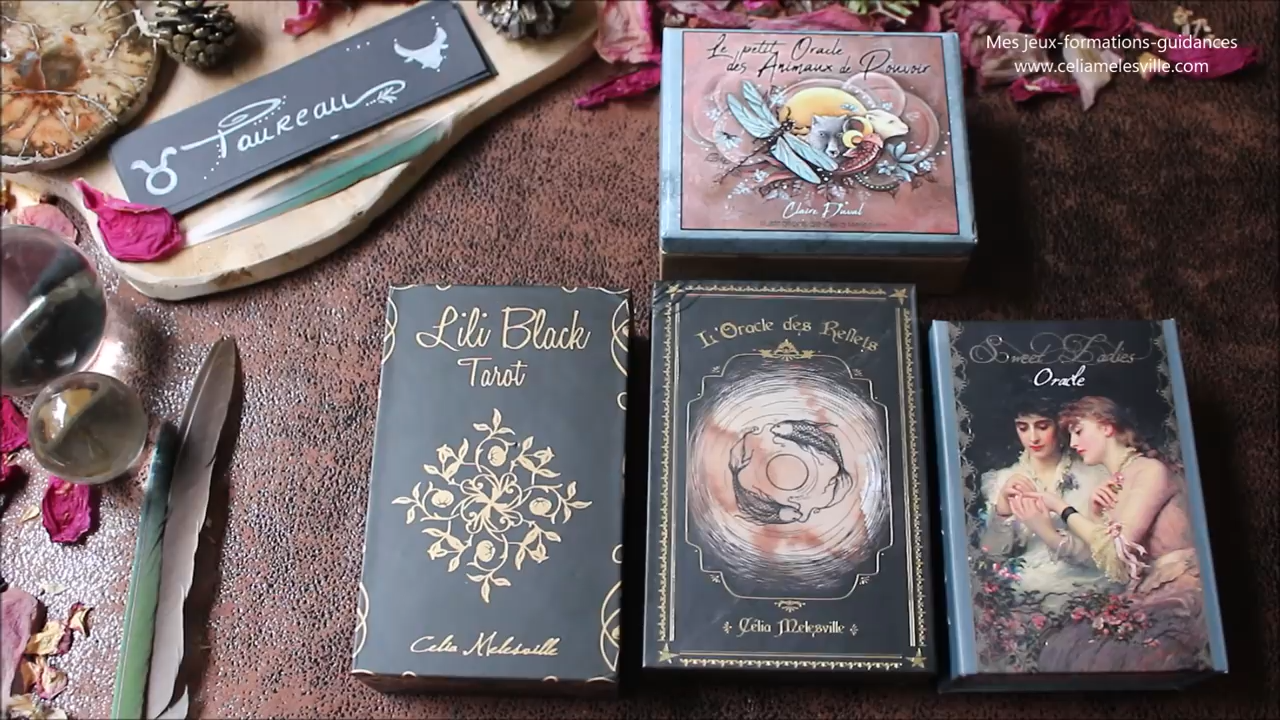 Mes jeux-formations-guidances
www.celiamelesville.com
Taureau
Le petit Oracle
des Animaux de Pouvoir
Claire Duval
Lili Black
Tarot
Celia Melesville
L'Oracle des Reflets
Célia Melesville
Sweet Ladies
Oracle